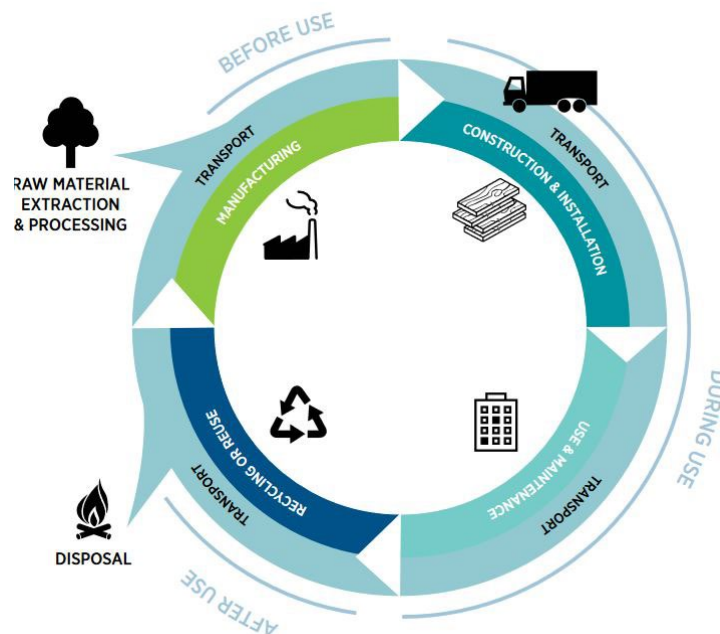 BEFORE USE
TRANSPORT
MANUFACTURING
RAW MATERIAL
EXTRACTION
& PROCESSING
CONSTRUCTION & INSTALLATION
TRANSPORT
DURING USE
USE & MAINTENANCE
TRANSPORT
RECYCLING OR REUSE
TRANSPORT
DISPOSAL
AFTER USE